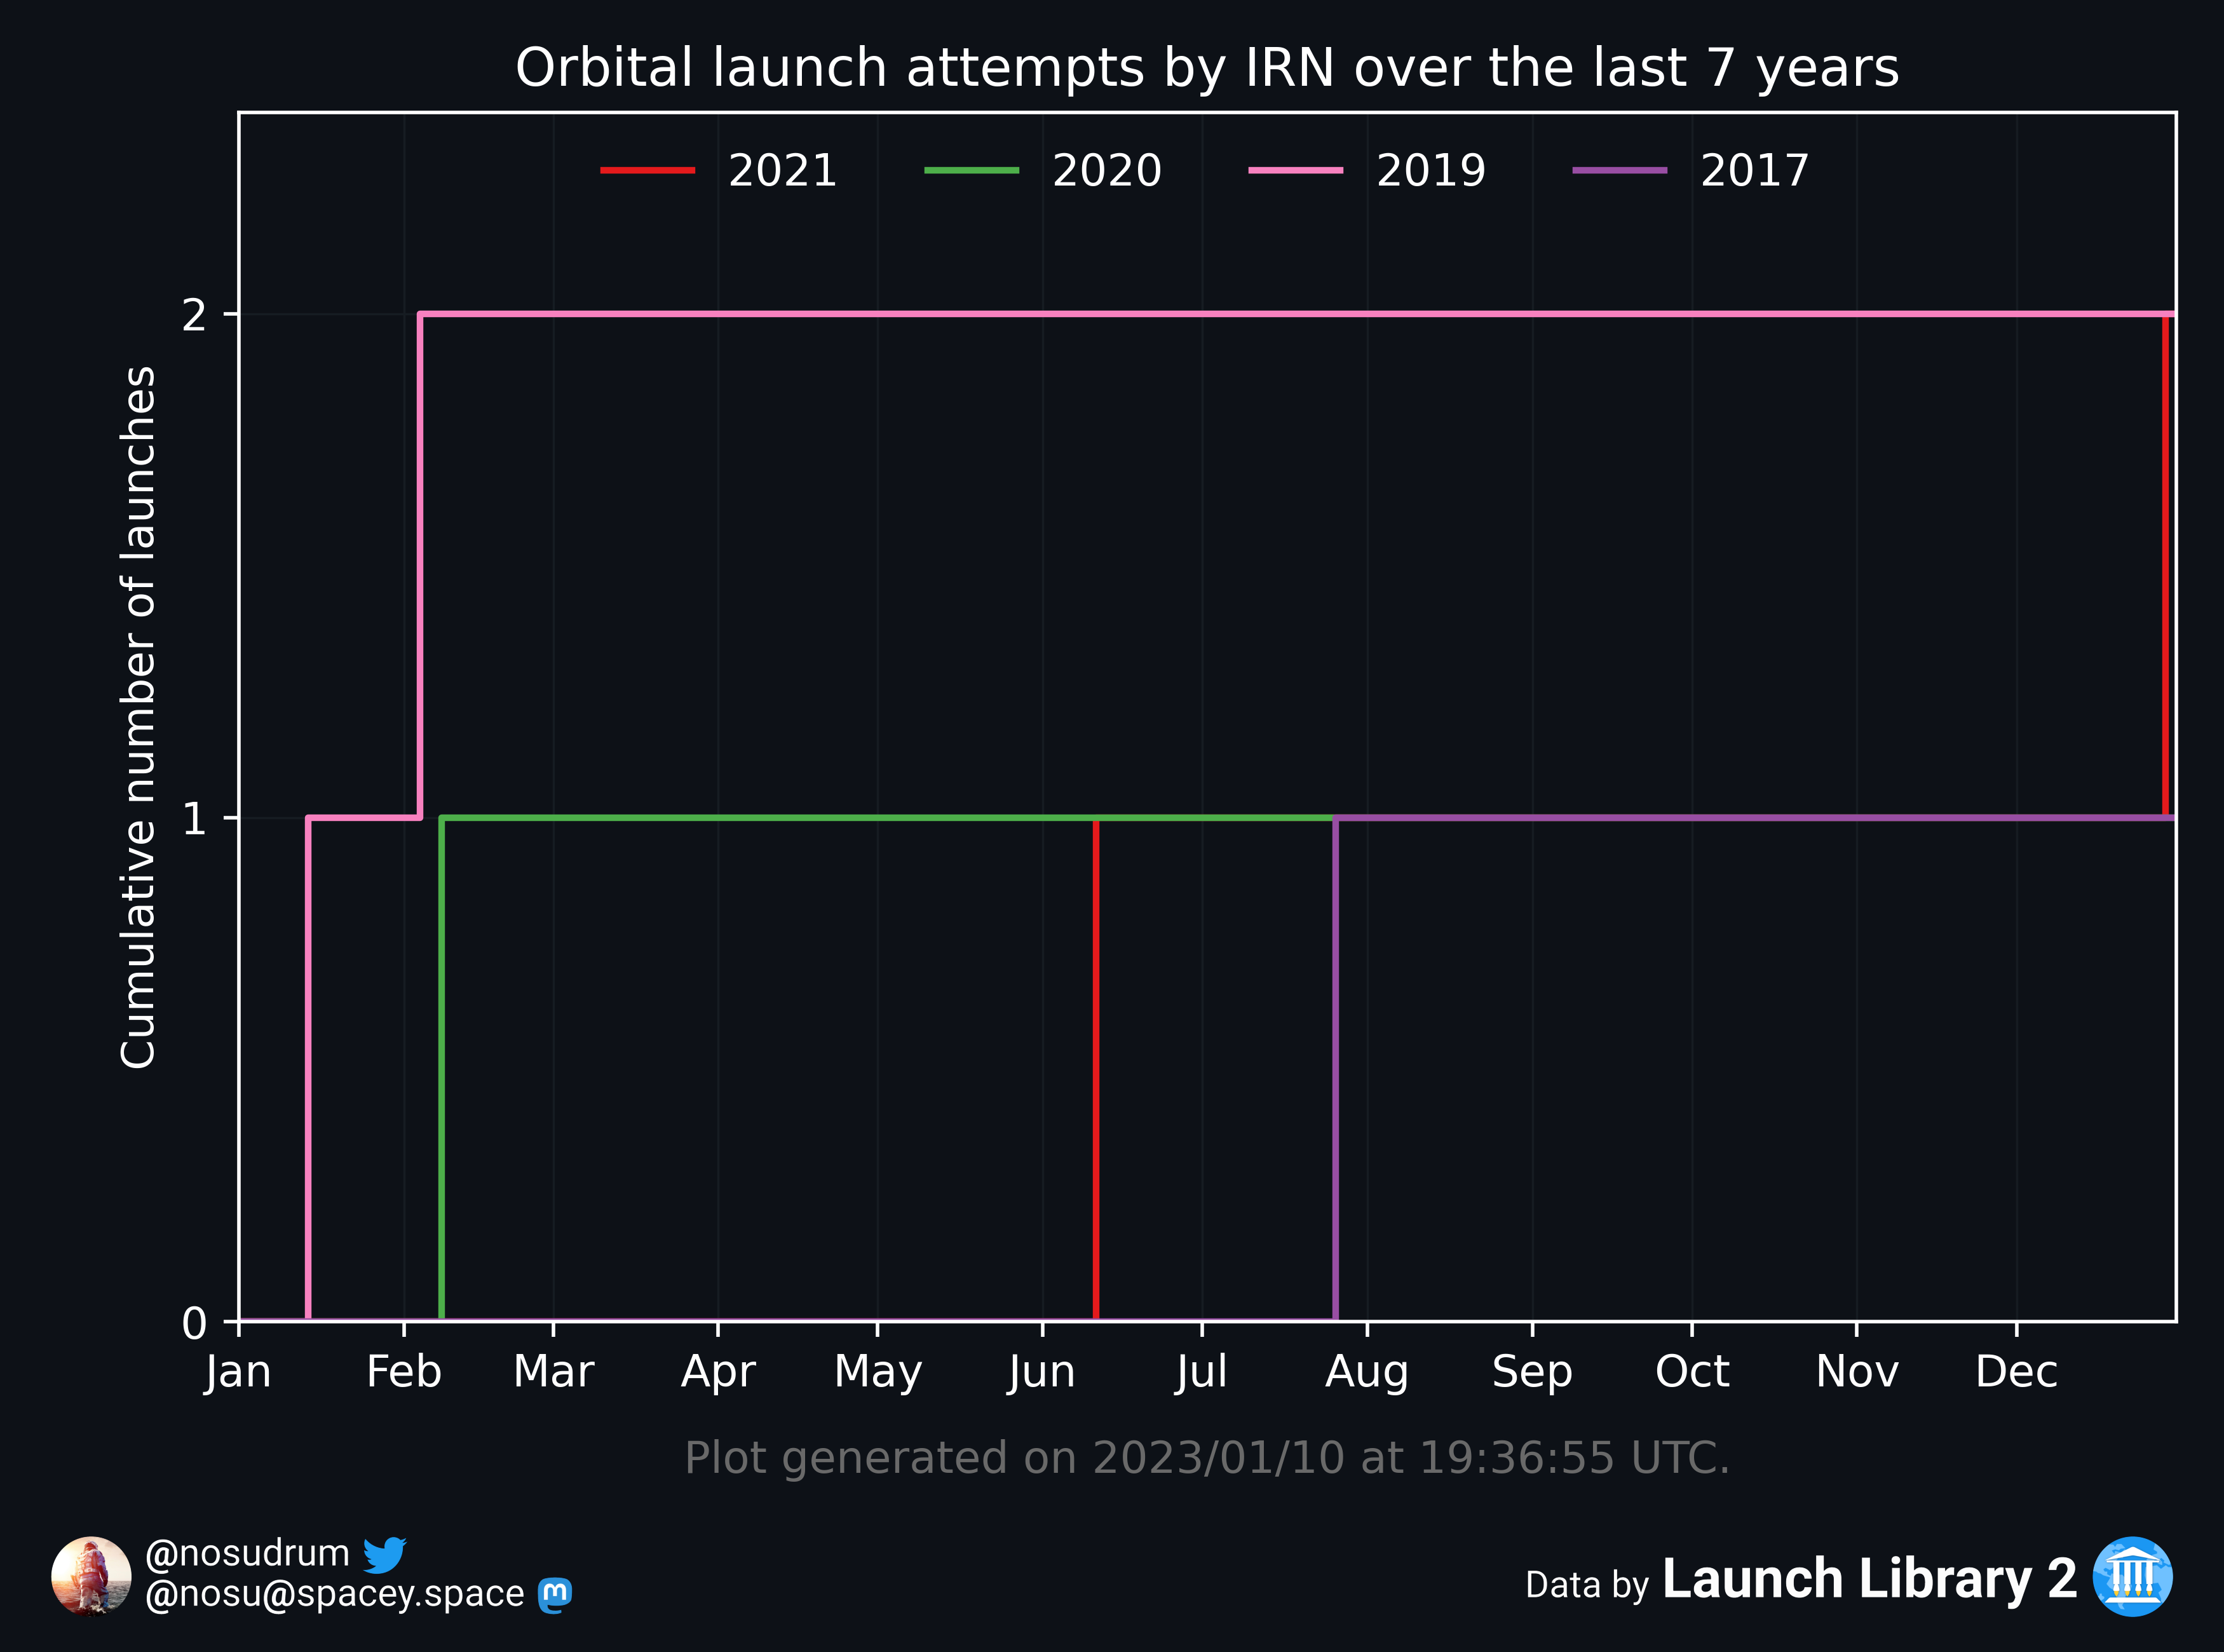 Orbital launch attempts by IRN over the last 7 years
2021 2020 2019 2017
Cumulative number of launches
2
1
0
Jan Feb Mar Apr May Jun Jul Aug Sep Oct Nov Dec
Plot generated on 2023/01/10 at 19:36:55 UTC.
@nosudrum
@nosu@spacey.space
Data by Launch Library 2